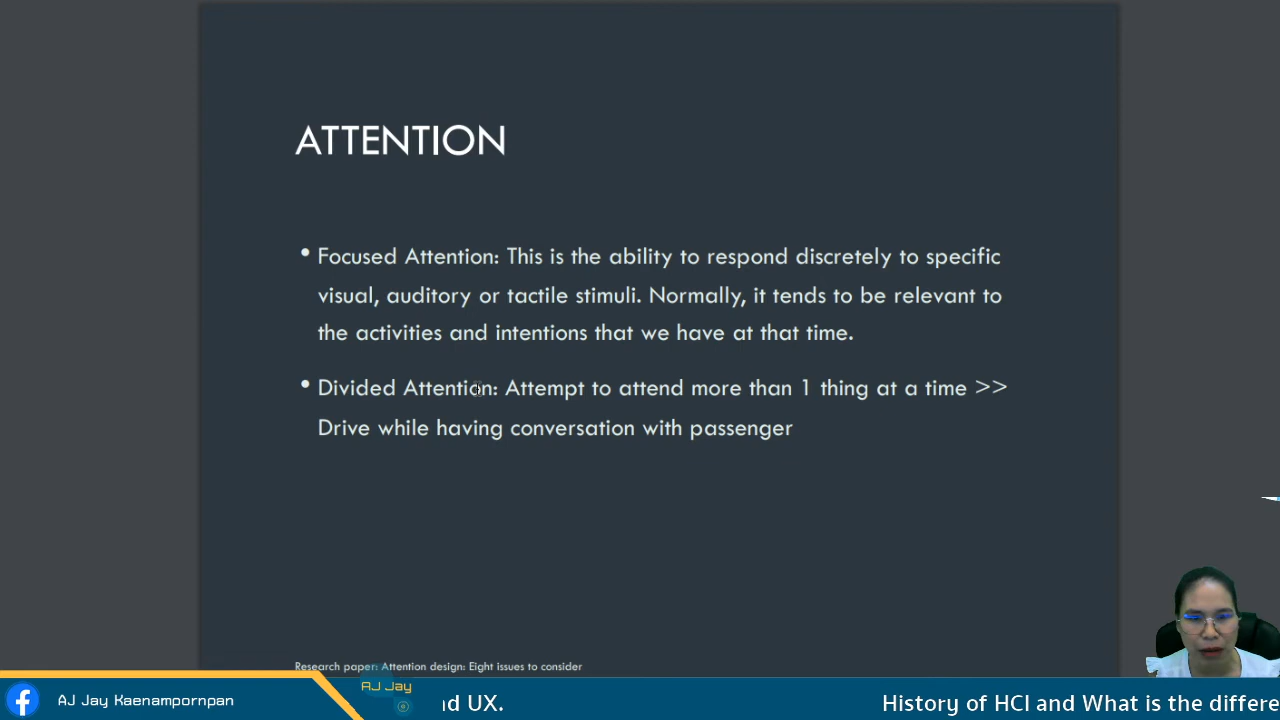 ATTENTION
• Focused Attention: This is the ability to respond discretely to specific
visual, auditory or tactile stimuli. Normally, it tends to be relevant to
the activities and intentions that we have at that time.
• Divided Attention: Attempt to attend more than 1 thing at a time >>
Drive while having conversation with passenger
Research paper: Attention design: Eight issues to consider
AJ Jay
AJ Jay Kaenampornpan
nd UX.
History of HCI and What is the differe